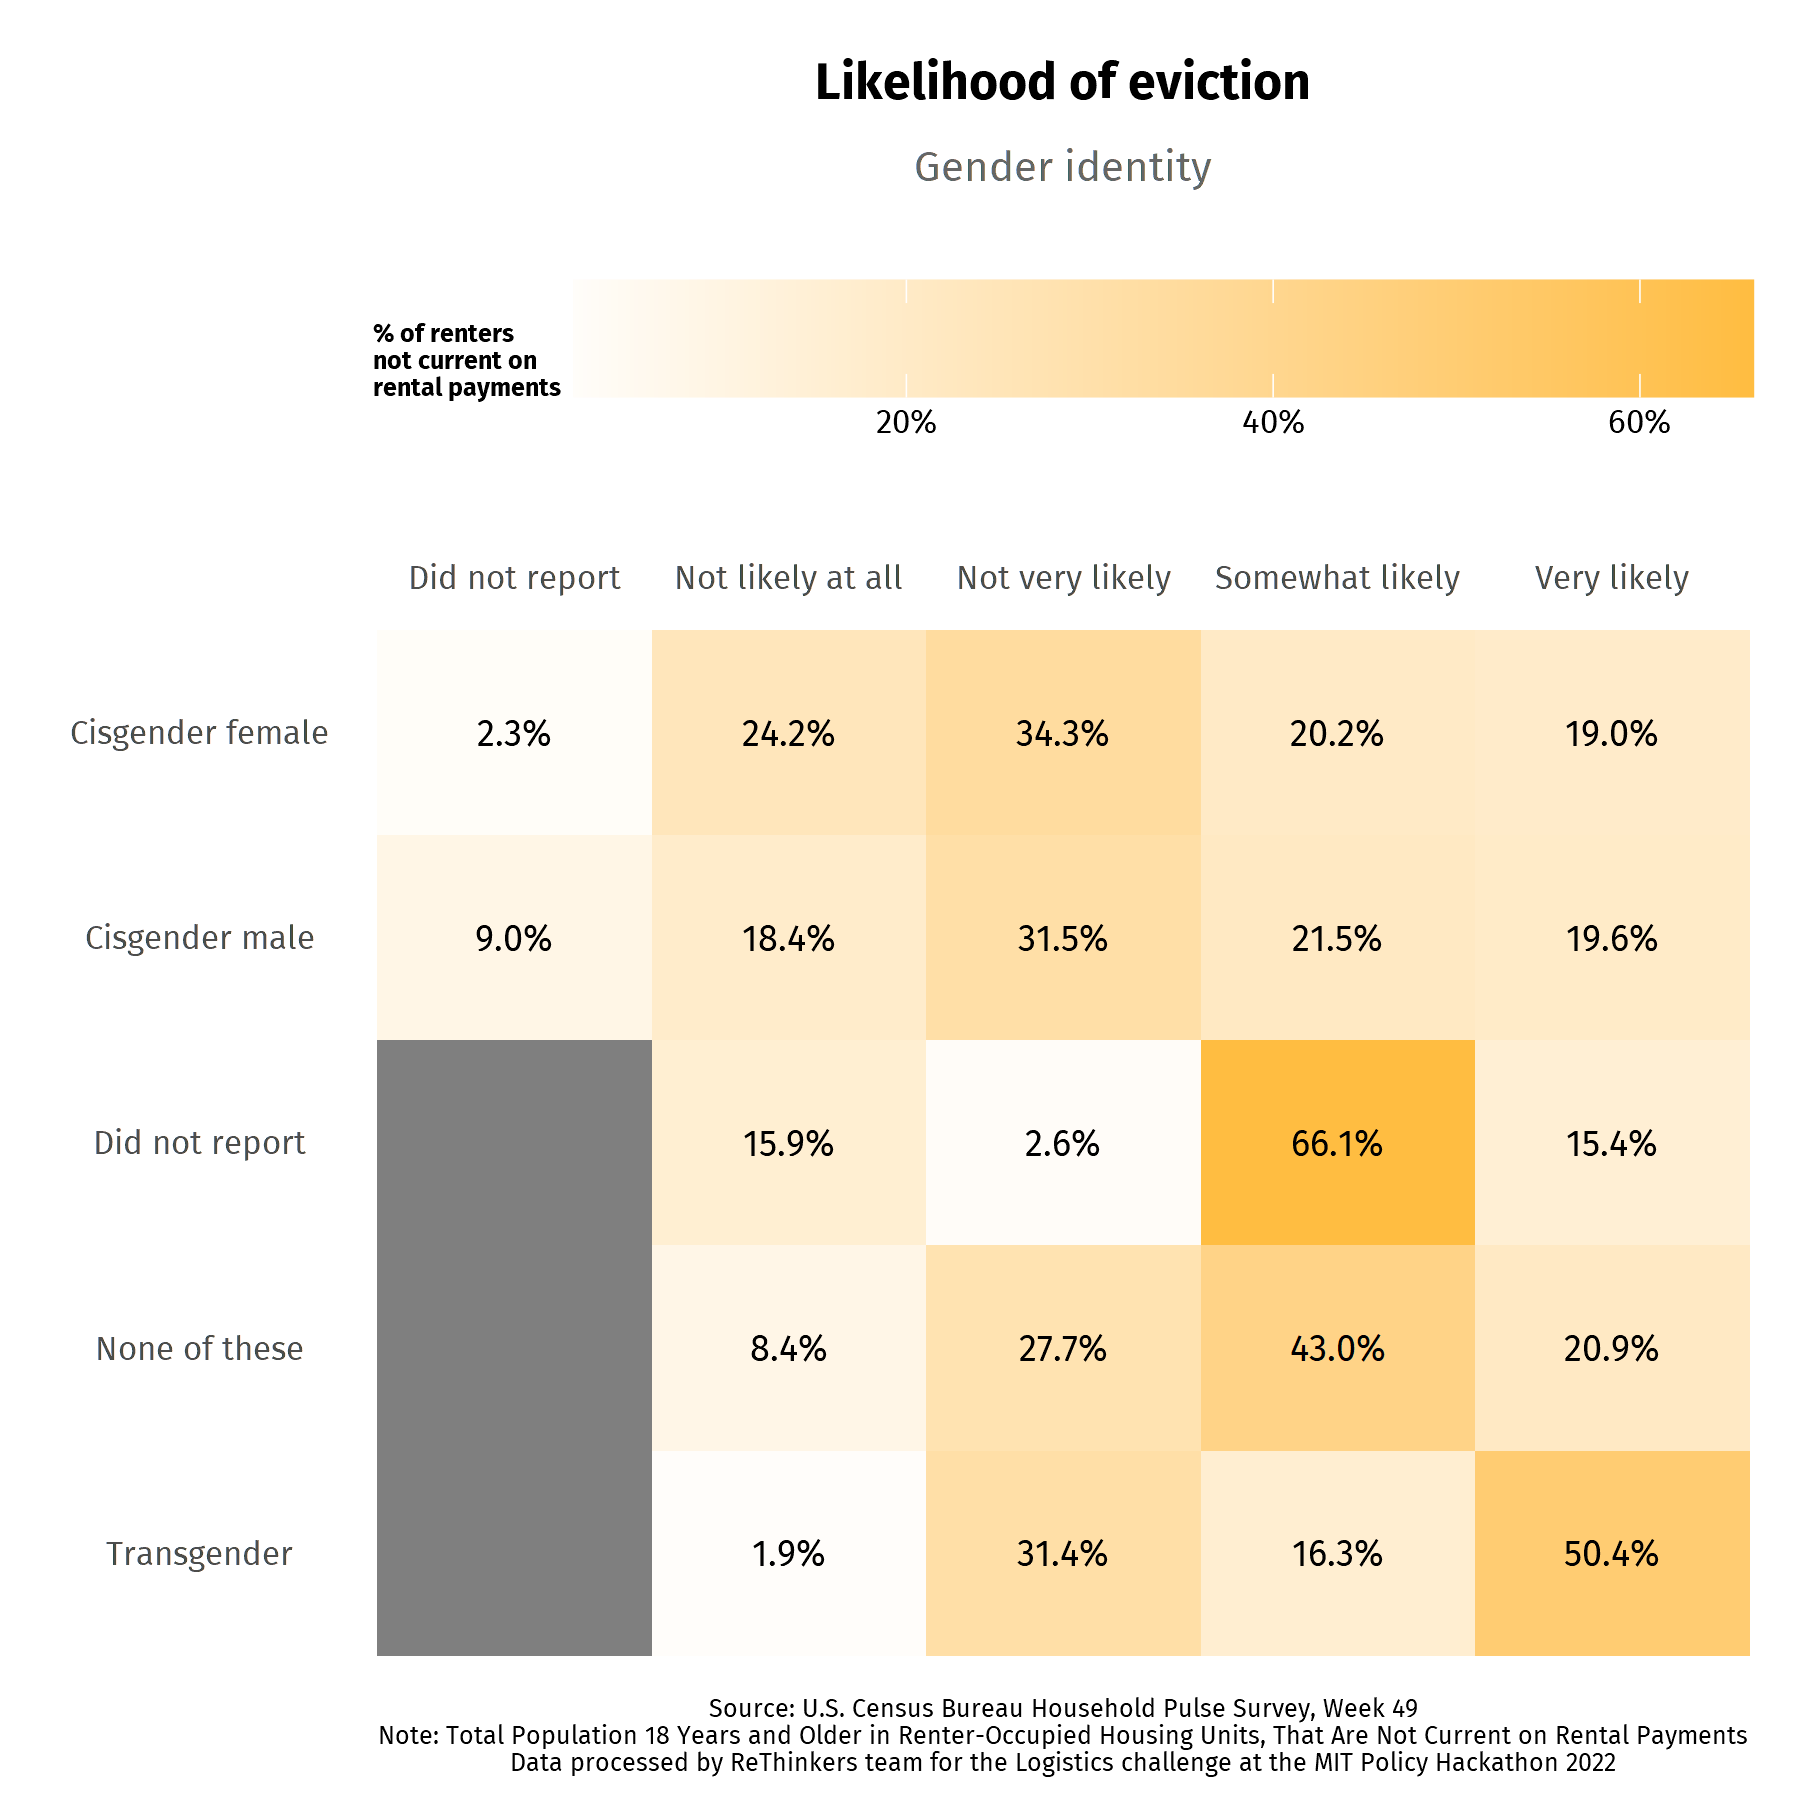 Likelihood of eviction
Gender identity
% of renters
not current on
rental payments
20% 40% 60%
Did not report Not likely at all Not very likely Somewhat likely Very likely
Cisgender female 2.3% 24.2% 34.3% 20.2% 19.0%
Cisgender male 9.0% 18.4% 31.5% 21.5% 19.6%
Did not report 15.9% 2.6% 66.1% 15.4%
None of these 8.4% 27.7% 43.0% 20.9%
Transgender 1.9% 31.4% 16.3% 50.4%
Source: U.S. Census Bureau Household Pulse Survey, Week 49
Note: Total Population 18 Years and Older in Renter-Occupied Housing Units, That Are Not Current on Rental Payments
Data processed by ReThinkers team for the Logistics challenge at the MIT Policy Hackathon 2022